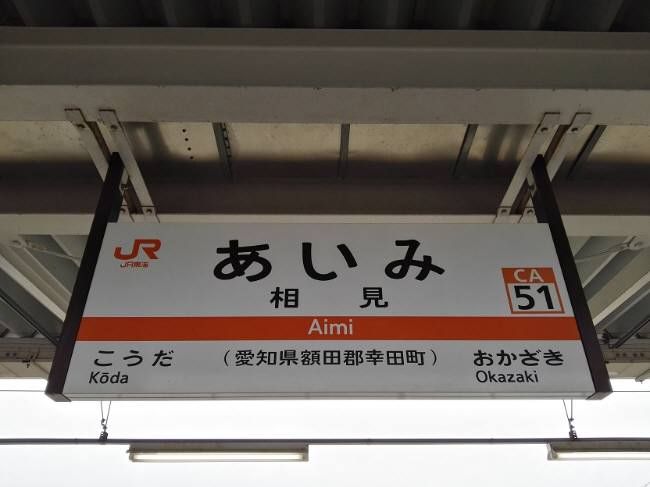 JR
JR東海
あいみ
相見
CA
51
Aimi
こうだ
Kōda
(愛知県額田郡幸田町)
おかざき
Okazaki